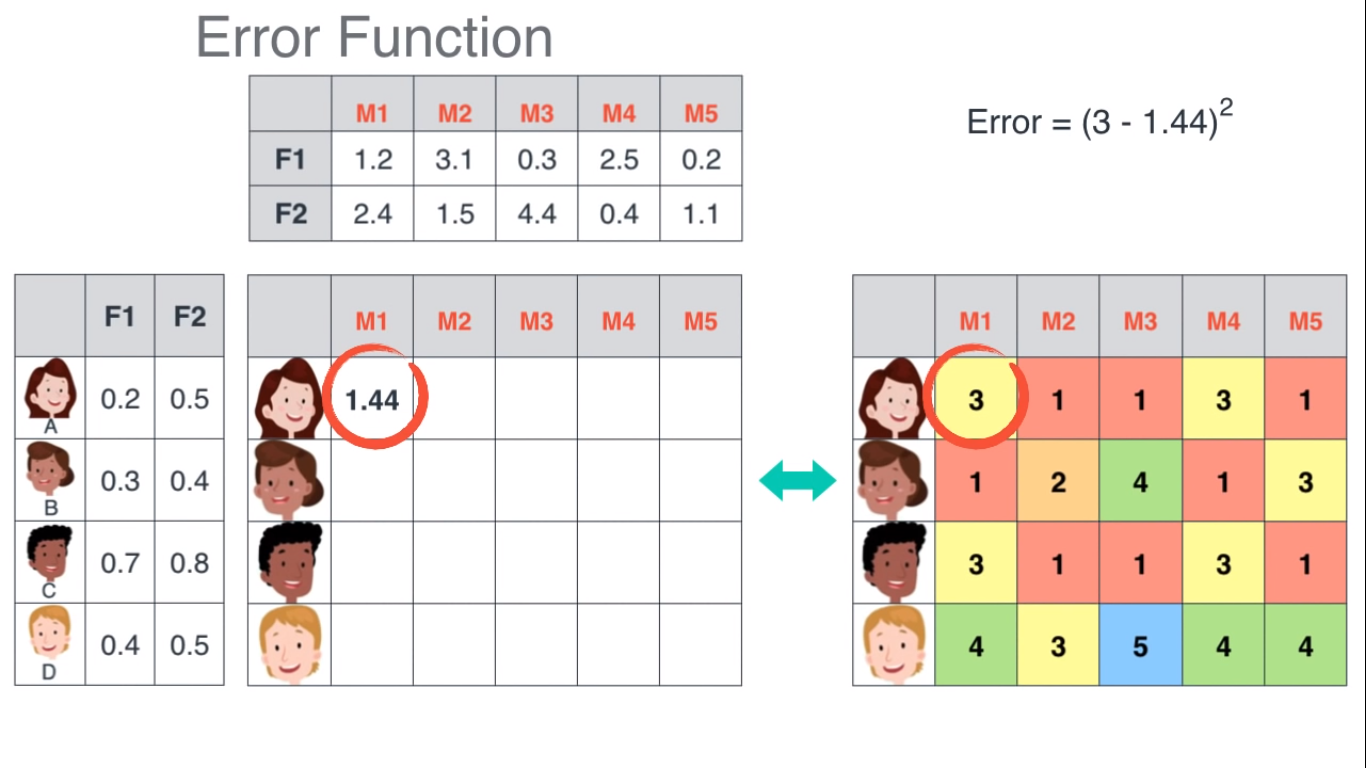 Error Function
M1 M2 M3 M4 M5
F1 1.2 3.1 0.3 2.5 0.2
F2 2.4 1.5 4.4 0.4 1.1
Error = (3 - 1.44)²
F1 F2
A 0.2 0.5
B 0.3 0.4
C 0.7 0.8
D 0.4 0.5
M1 M2 M3 M4 M5
1.44
M1 M2 M3 M4 M5
3 1 1 3 1
1 2 4 1 3
3 1 1 3 1
4 3 5 4 4